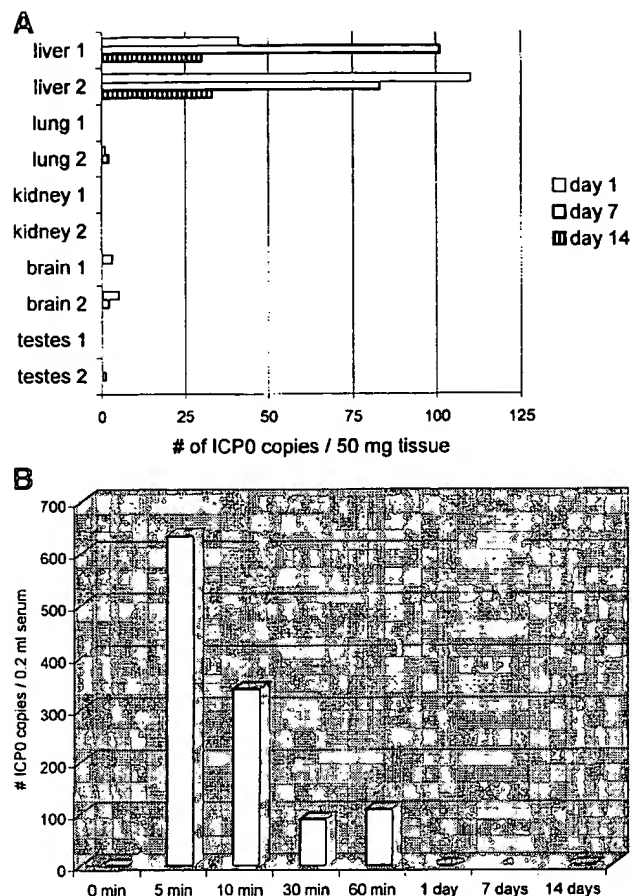 A
liver 1
liver 2
lung 1
lung 2
kidney 1
kidney 2
brain 1
brain 2
testes 1
testes 2
0 25 50 75 100 125
# of ICP0 copies / 50 mg tissue
day 1
day 7
day 14
B
700
600
500
400
300
200
100
0
# ICP0 copies / 0.2 ml serum
0 min 5 min 10 min 30 min 60 min 1 day 7 days 14 days